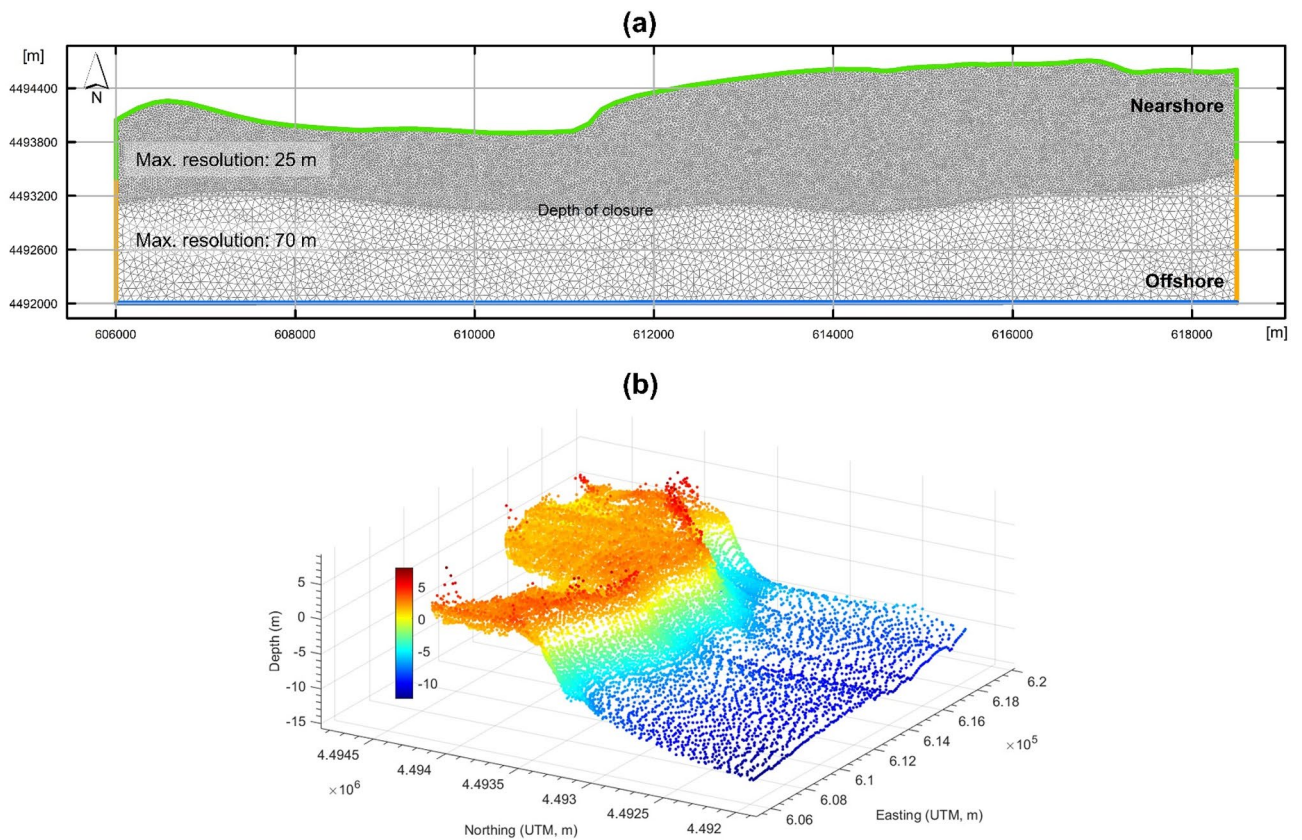 (a)
[m]
N
4494400
Nearshore
4493800
Max. resolution: 25 m
4493200
Depth of closure
Max. resolution: 70 m
4492600
Offshore
4492000
606000 608000 610000 612000 614000 616000 618000 [m]
(b)
5
0
-5
-10
-15
Depth (m)
5
0
-5
-10
4.4945
4.494
4.4935
4.493
4.4925
4.492
×10⁶
Northing (UTM, m)
6.2
6.18
6.16
6.14
6.12
6.1
6.08
6.06
×10⁵
Easting (UTM, m)